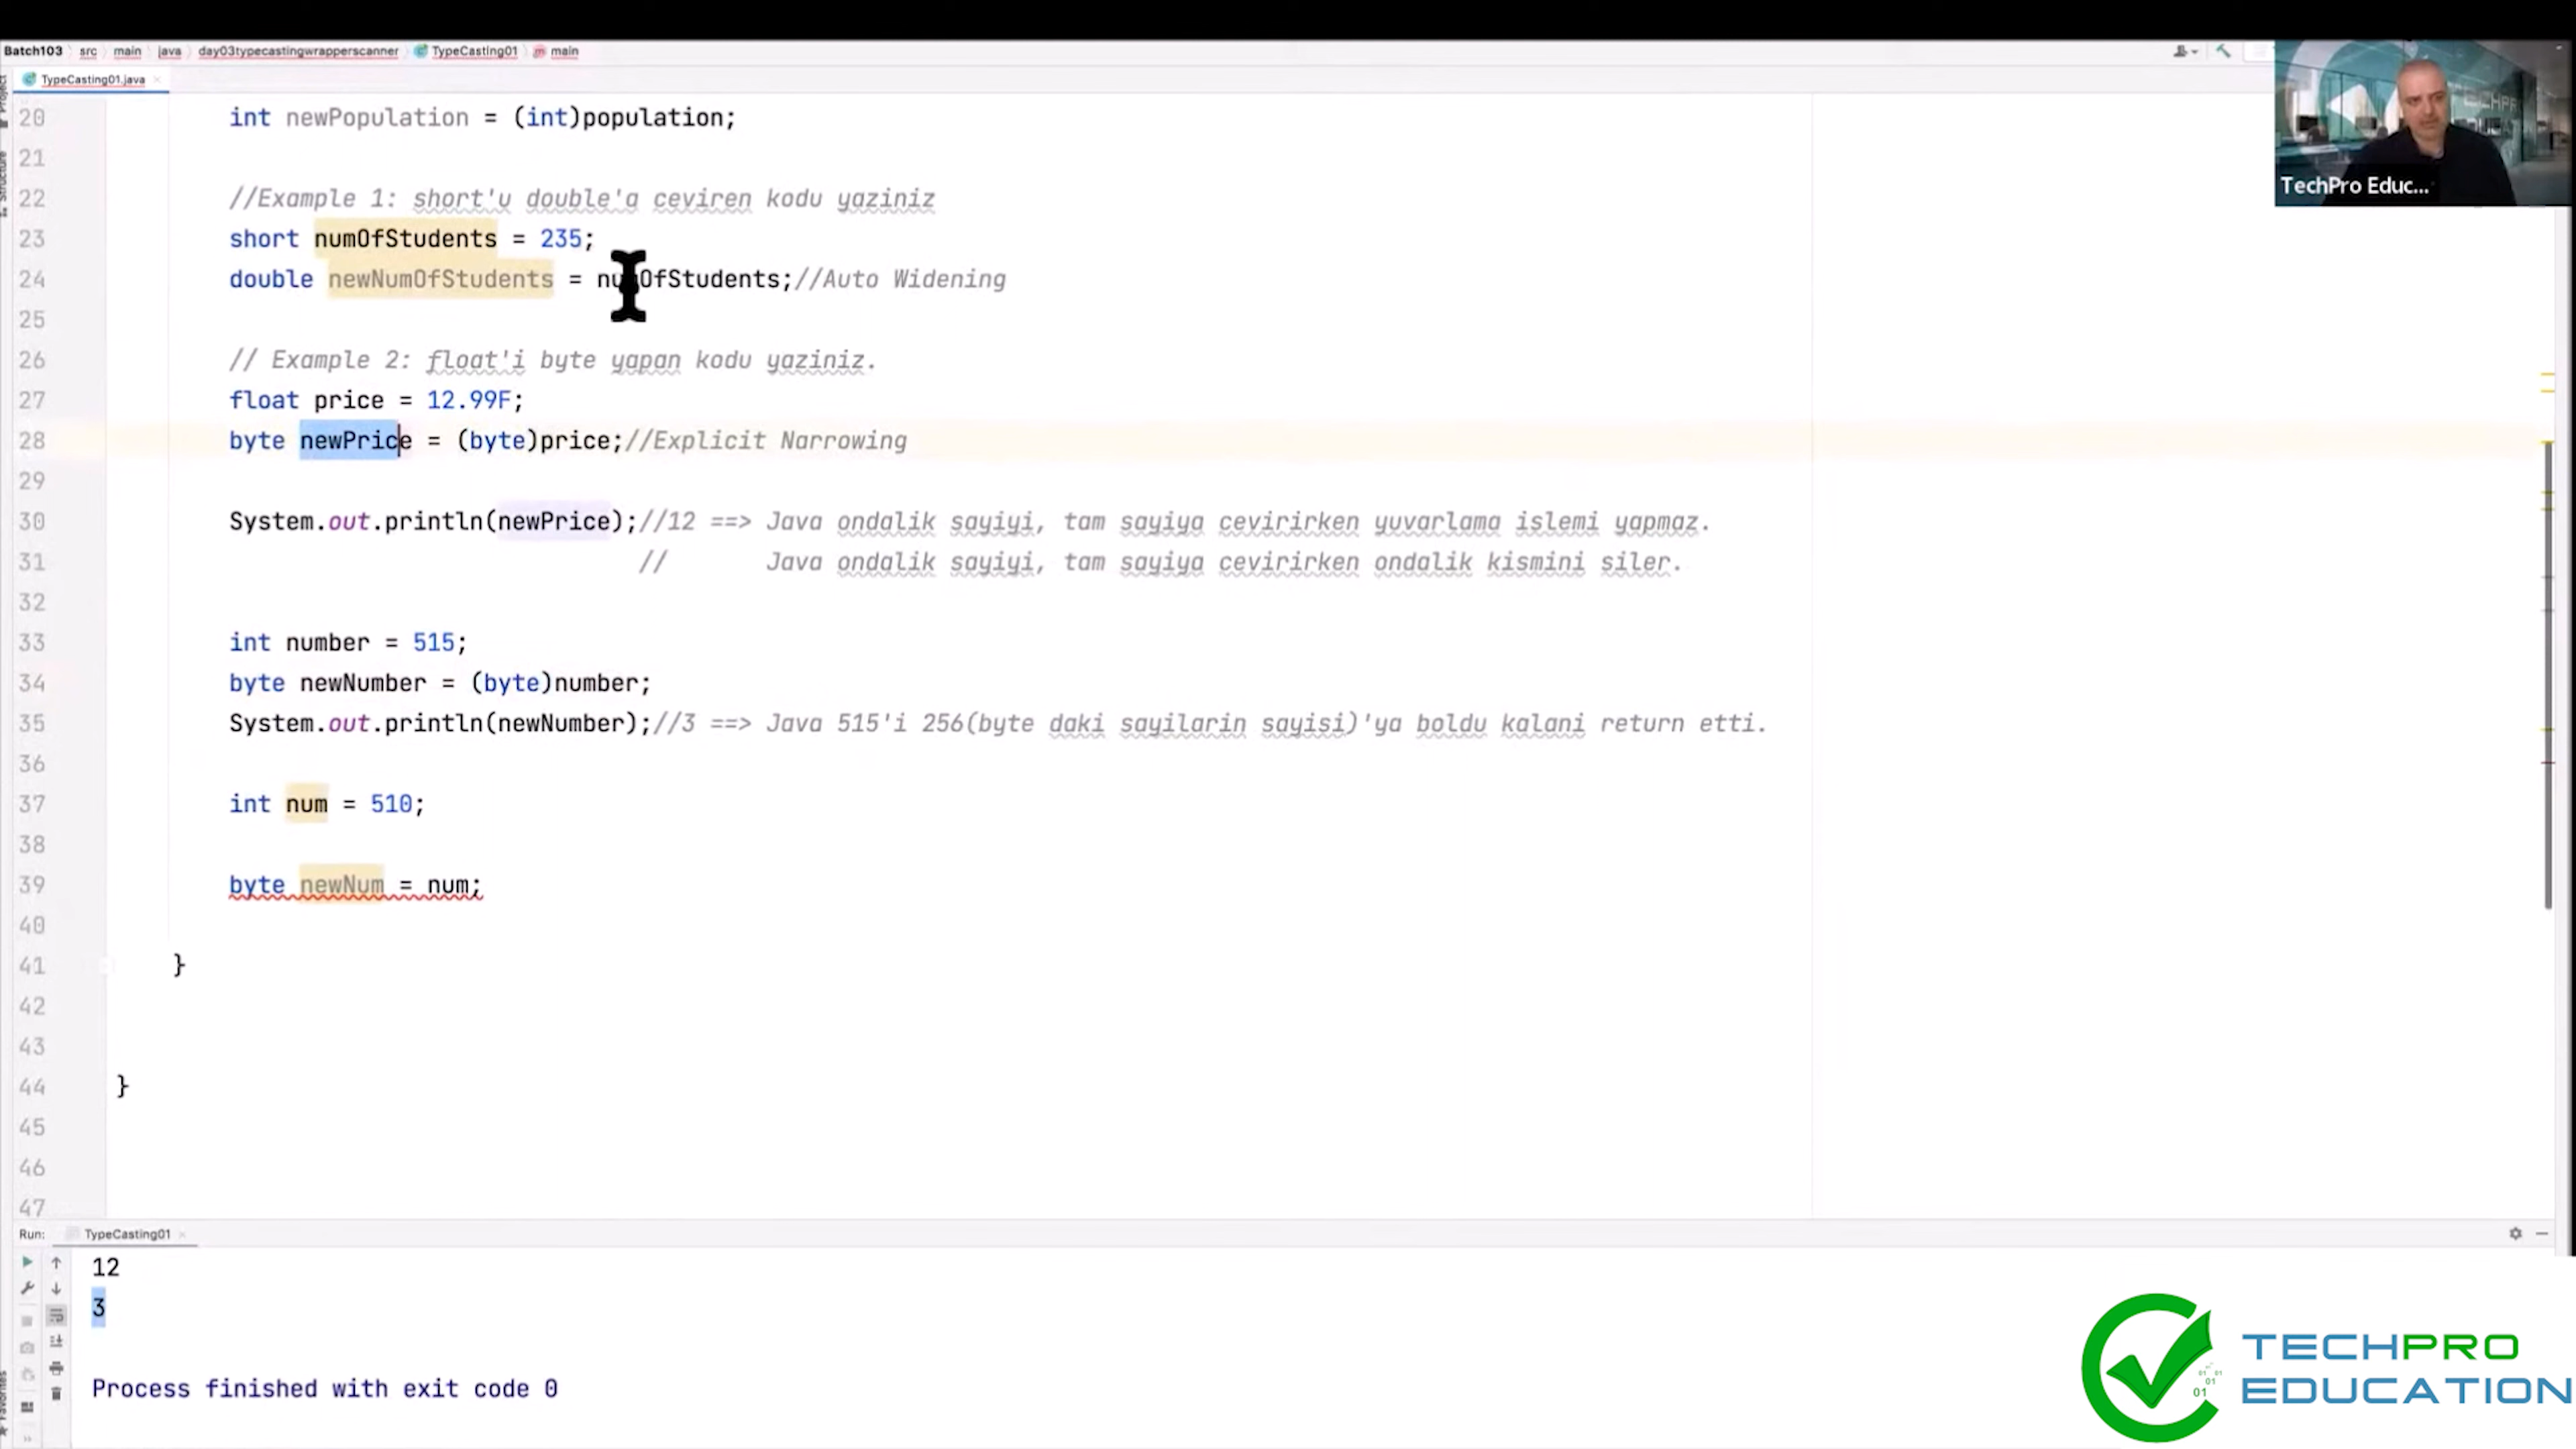 Batch103 src main java day03typecastingwrapperscanner TypeCasting01 main
TypeCasting01.java
Project
Structure
TECHPRO
TechPro Educ...
20 int newPopulation = (int)population;
21
22 //Example 1: short'u double'a ceviren kodu yaziniz
23 short numOfStudents = 235;
24 double newNumOfStudents = numOfStudents;//Auto Widening
25
26 // Example 2: float'i byte yapan kodu yaziniz.
27 float price = 12.99F;
28 byte newPrice = (byte)price;//Explicit Narrowing
29
30 System.out.println(newPrice);//12 ==> Java ondalik sayiyi, tam sayiya cevirirken yuvarlama islemi yapmaz.
31 // Java ondalik sayiyi, tam sayiya cevirirken ondalik kismini siler.
32
33 int number = 515;
34 byte newNumber = (byte)number;
35 System.out.println(newNumber);//3 ==> Java 515'i 256(byte daki sayilarin sayisi)'ya boldu kalani return etti.
36
37 int num = 510;
38
39 byte newNum = num;
40
41 }
42
43
44 }
45
46
47
Run: TypeCasting01
12
3
Process finished with exit code 0
Favorites
TECHPRO
EDUCATION